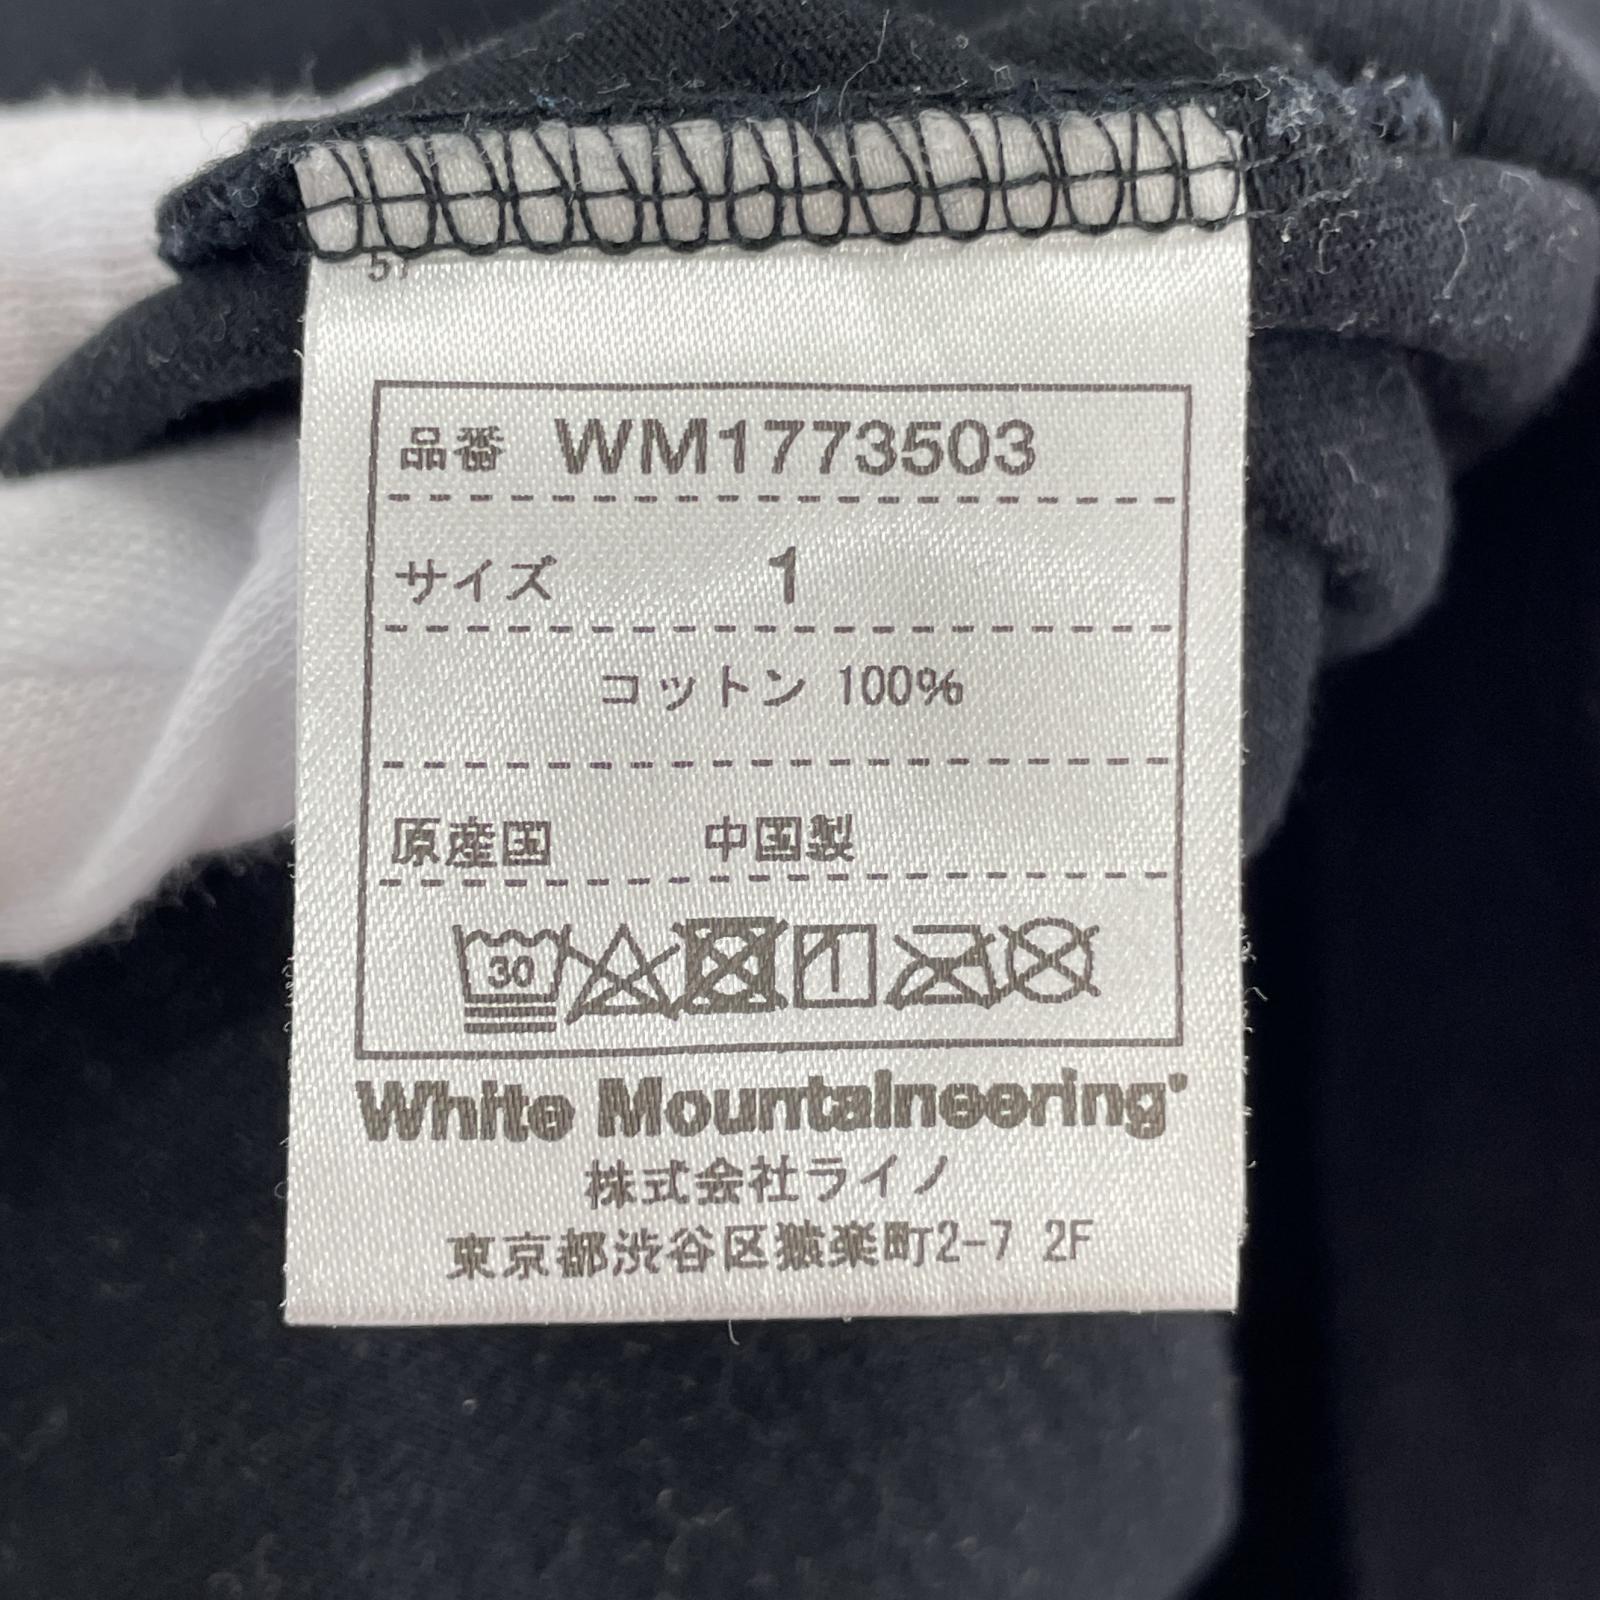 品番 WM1773503
サイズ 1
コットン 100%
原産国 中国製
30
White Mountaineering
株式会社ライノ
東京都渋谷区猿楽町2-7 2F